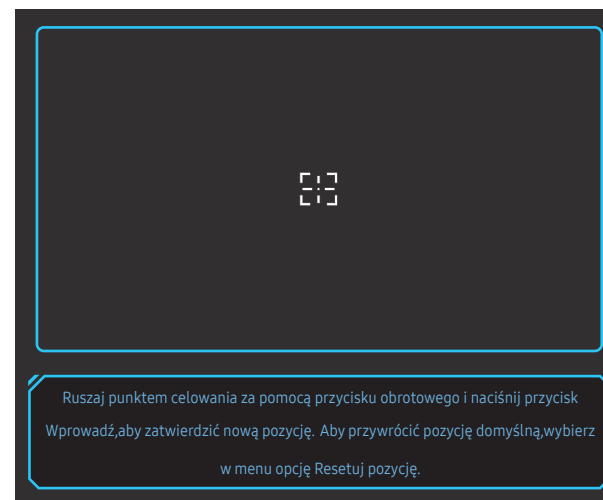 Ruszaj punktem celowania za pomocą przycisku obrotowego i naciśnij przycisk
Wprowadź,aby zatwierdzić nową pozycję. Aby przywrócić pozycję domyślną,wybierz
w menu opcję Resetuj pozycję.